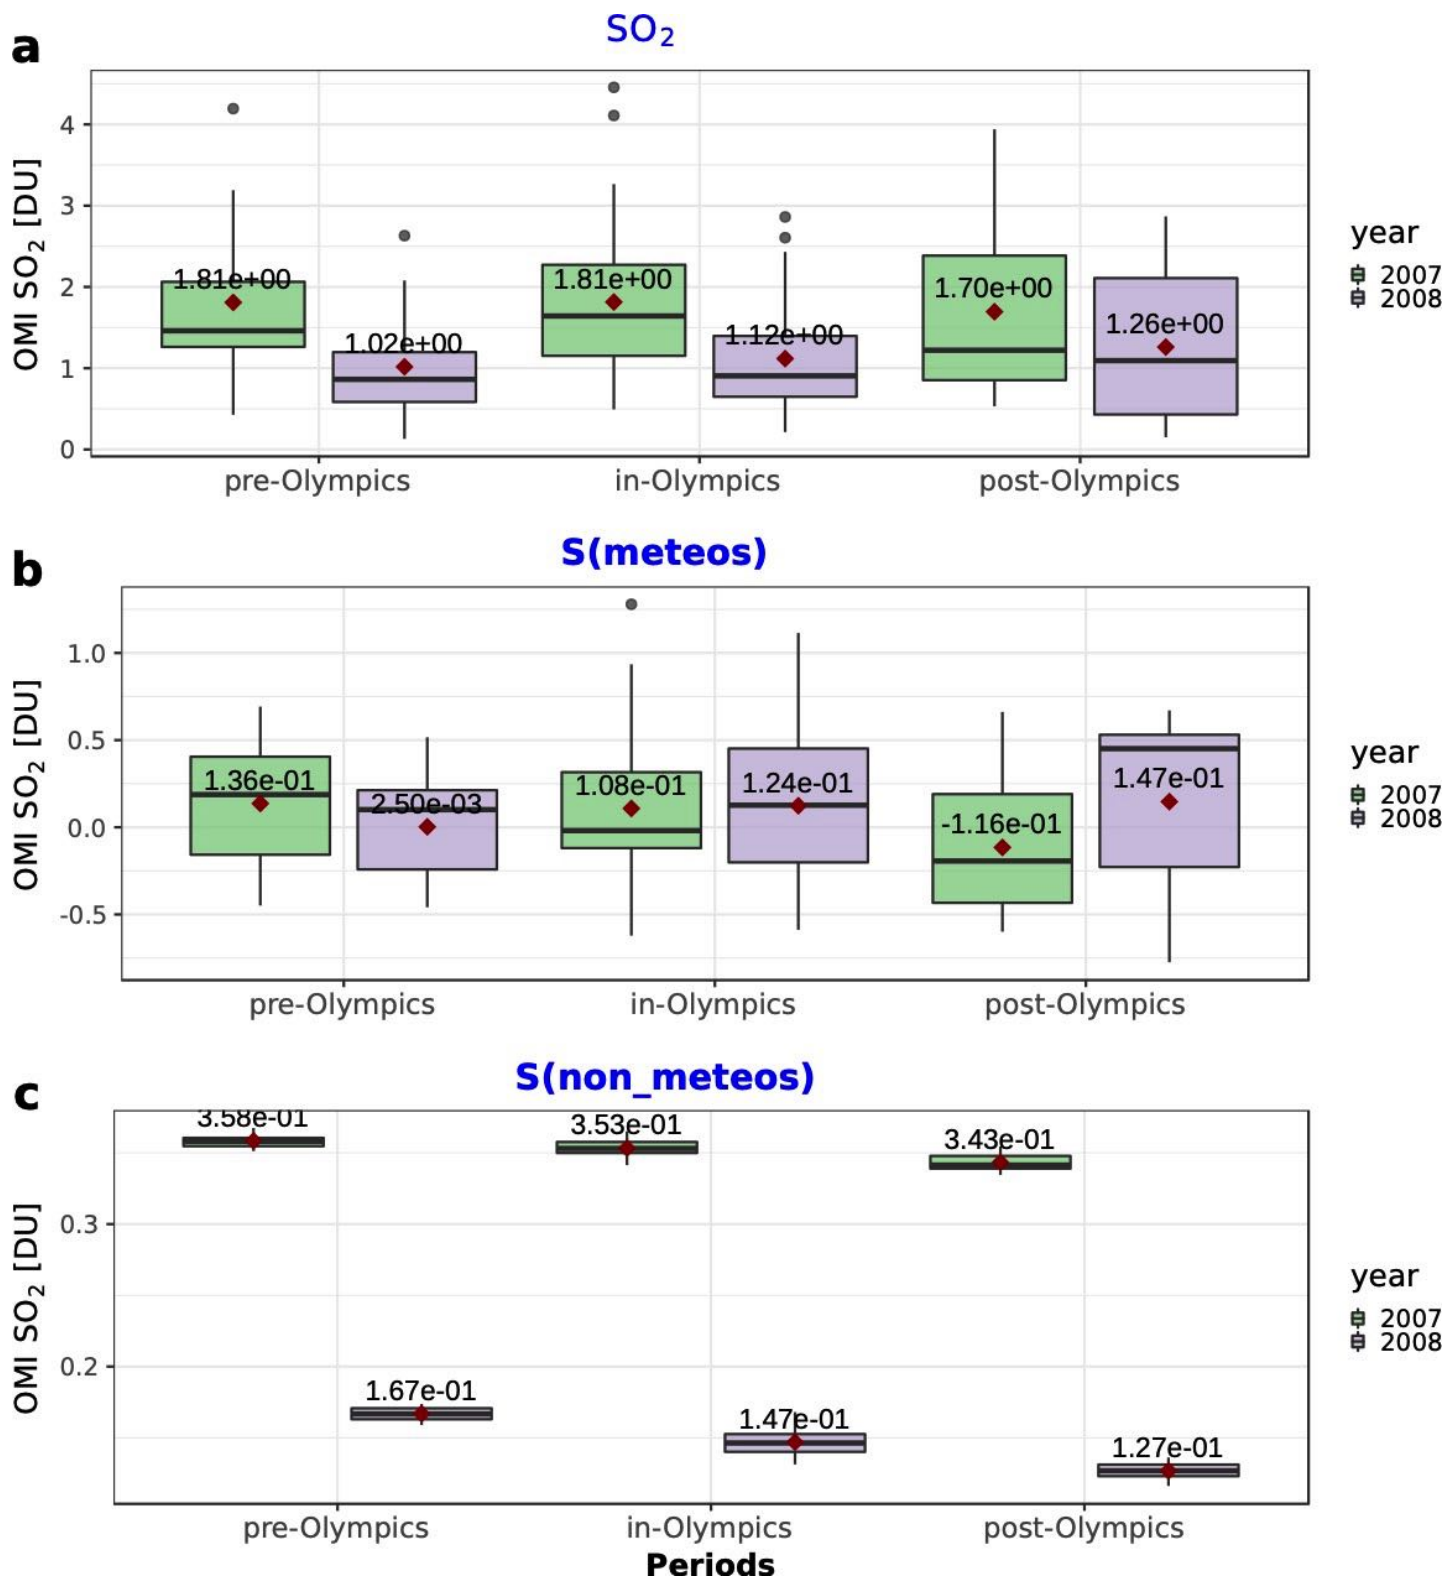 a
SO2
OMI SO2 [DU]
4
3
2
1
0
1.81e+00
1.02e+00
1.81e+00
1.12e+00
1.70e+00
1.26e+00
pre-Olympics
in-Olympics
post-Olympics
year
2007
2008
b
S(meteos)
OMI SO2 [DU]
1.0
0.5
0.0
-0.5
1.36e-01
2.50e-03
1.08e-01
1.24e-01
-1.16e-01
1.47e-01
pre-Olympics
in-Olympics
post-Olympics
year
2007
2008
c
S(non_meteos)
OMI SO2 [DU]
0.3
0.2
3.58e-01
1.67e-01
3.53e-01
1.47e-01
3.43e-01
1.27e-01
pre-Olympics
in-Olympics
post-Olympics
Periods
year
2007
2008